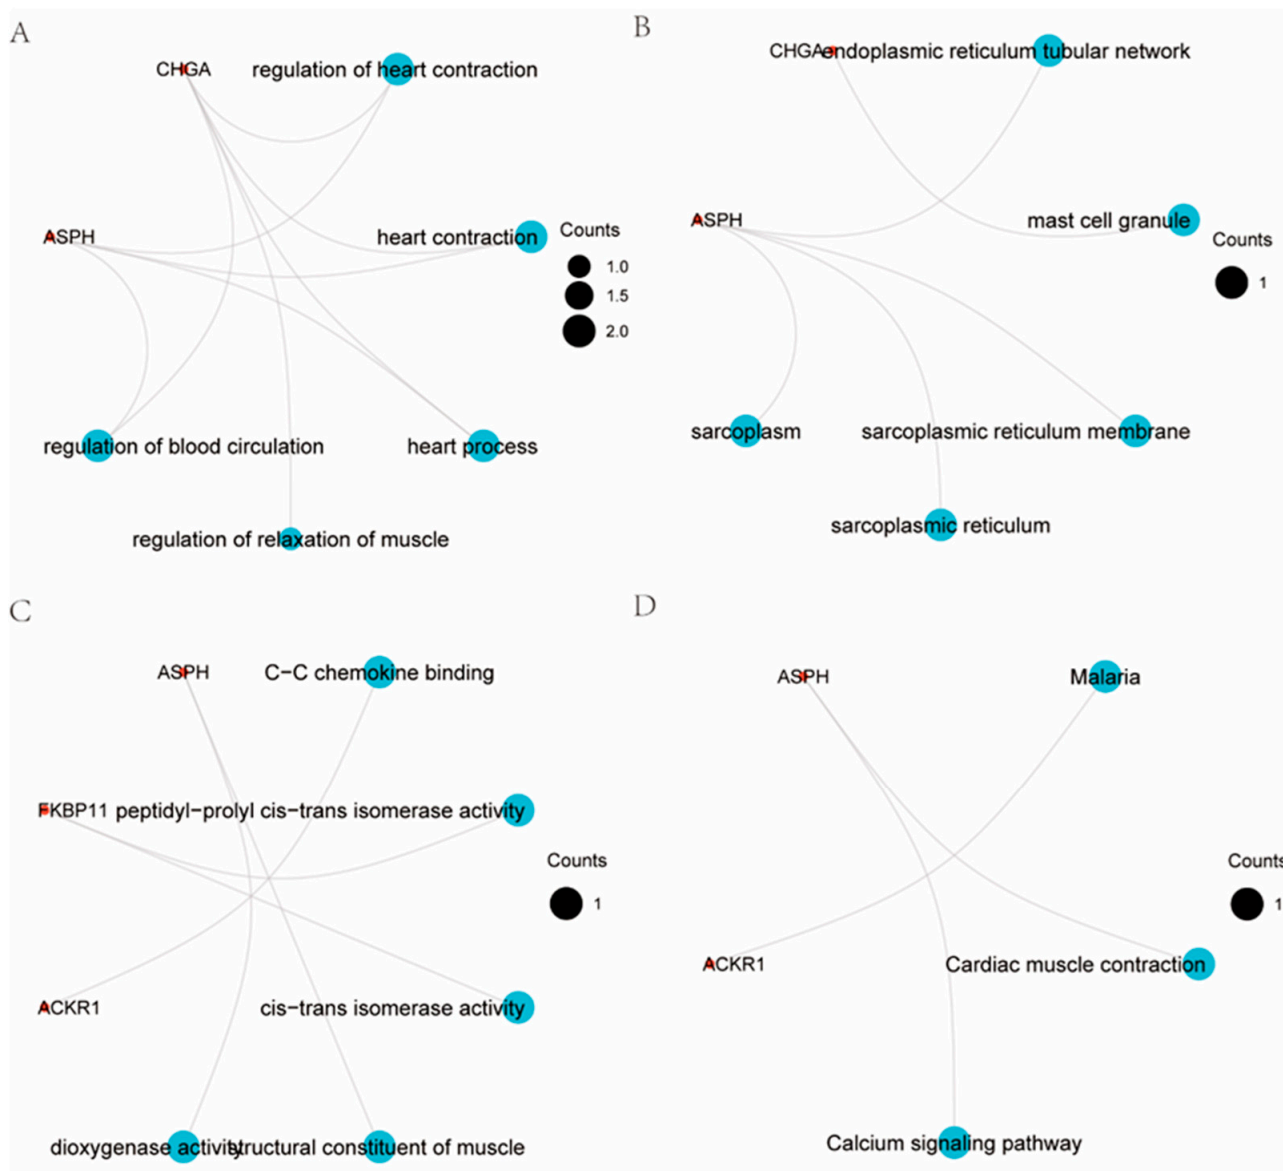 A
CHGA
regulation of heart contraction
ASPH
heart contraction
Counts
1.0
1.5
2.0
regulation of blood circulation
heart process
regulation of relaxation of muscle
B
CHGA
endoplasmic reticulum tubular network
ASPH
mast cell granule
Counts
1
sarcoplasm
sarcoplasmic reticulum membrane
sarcoplasmic reticulum
C
ASPH
C−C chemokine binding
FKBP11
peptidyl−prolyl cis−trans isomerase activity
Counts
1
ACKR1
cis−trans isomerase activity
dioxygenase activity
structural constituent of muscle
D
ASPH
Malaria
Counts
1
ACKR1
Cardiac muscle contraction
Calcium signaling pathway